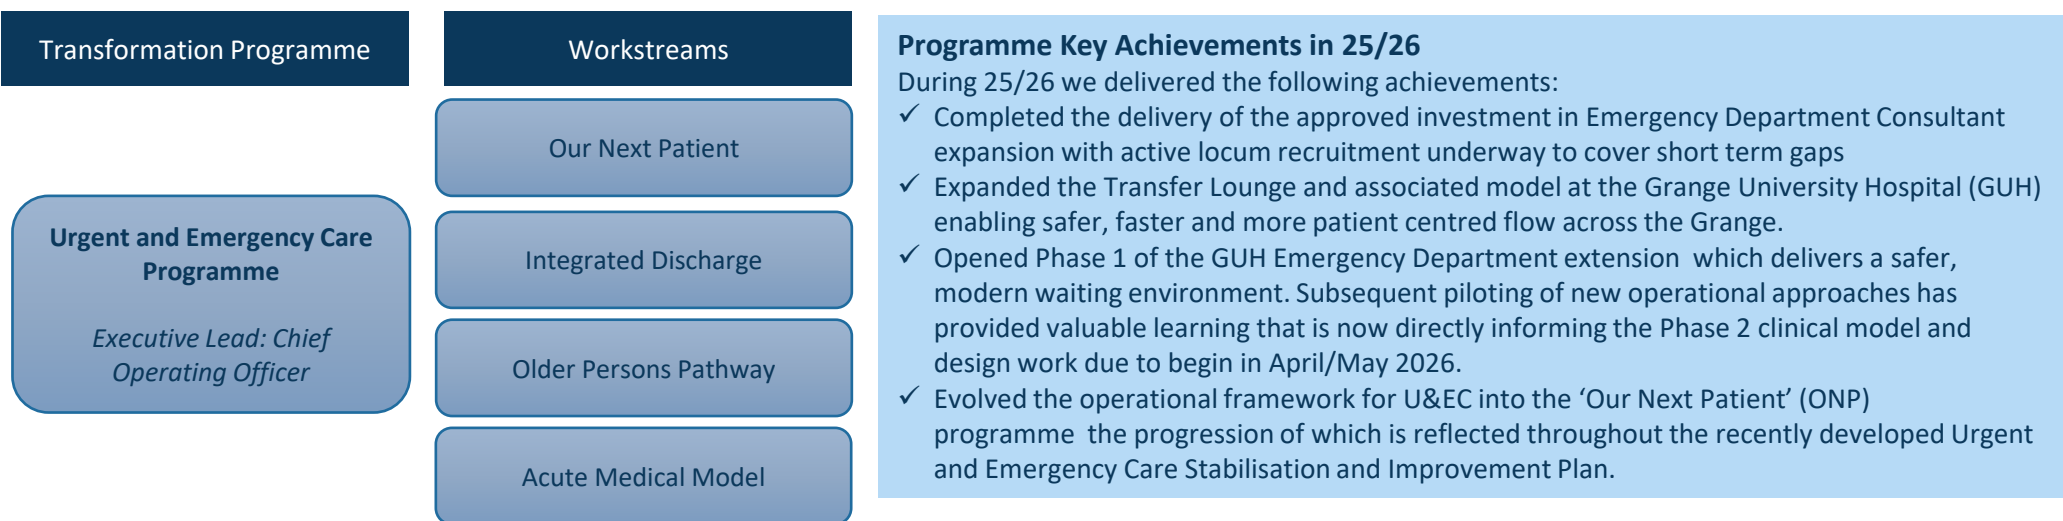 Transformation Programme
Urgent and Emergency Care
Programme
Executive Lead: Chief
Operating Officer
Workstreams
Our Next Patient
Integrated Discharge
Older Persons Pathway
Acute Medical Model
Programme Key Achievements in 25/26
During 25/26 we delivered the following achievements:
✓ Completed the delivery of the approved investment in Emergency Department Consultant
expansion with active locum recruitment underway to cover short term gaps
✓ Expanded the Transfer Lounge and associated model at the Grange University Hospital (GUH)
enabling safer, faster and more patient centred flow across the Grange.
✓ Opened Phase 1 of the GUH Emergency Department extension which delivers a safer,
modern waiting environment. Subsequent piloting of new operational approaches has
provided valuable learning that is now directly informing the Phase 2 clinical model and
design work due to begin in April/May 2026.
✓ Evolved the operational framework for U&EC into the ‘Our Next Patient’ (ONP)
programme the progression of which is reflected throughout the recently developed Urgent
and Emergency Care Stabilisation and Improvement Plan.